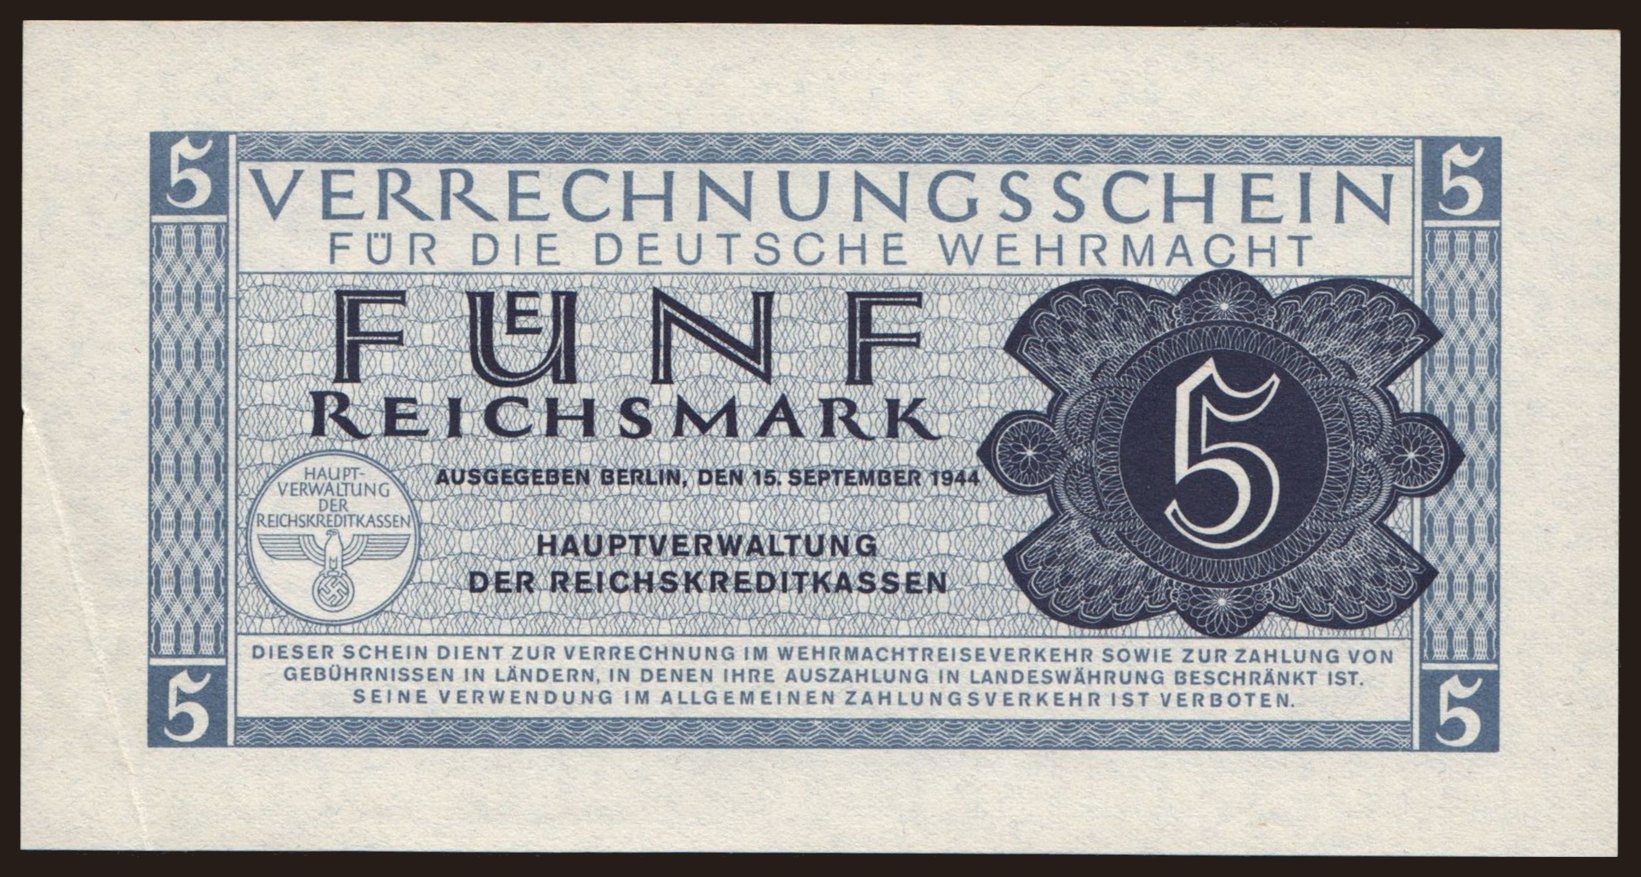 5 5
VERRECHNUNGSSCHEIN
FÜR DIE DEUTSCHE WEHRMACHT
FUENF
REICHSMARK
5
AUSGEGEBEN BERLIN, DEN 15. SEPTEMBER 1944
HAUPT-
VERWALTUNG
DER
REICHSKREDITKASSEN
HAUPTVERWALTUNG
DER REICHSKREDITKASSEN
DIESER SCHEIN DIENT ZUR VERRECHNUNG IM WEHRMACHTREISEVERKEHR SOWIE ZUR ZAHLUNG VON
GEBÜHRNISSEN IN LÄNDERN, IN DENEN IHRE AUSZAHLUNG IN LANDESWÄHRUNG BESCHRÄNKT IST.
SEINE VERWENDUNG IM ALLGEMEINEN ZAHLUNGSVERKEHR IST VERBOTEN.
5 5